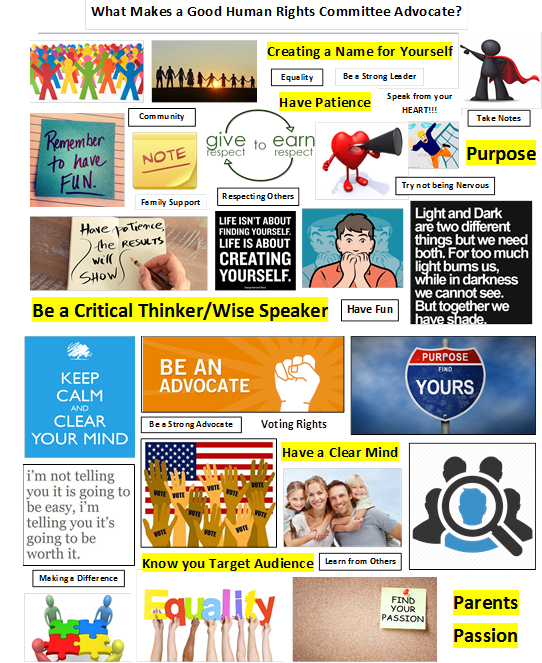 What Makes a Good Human Rights Committee Advocate?
Creating a Name for Yourself
Equality
Be a Strong Leader
Have Patience
Speak from your
HEART!!!
Take Notes
Community
Remember
to have
FUN.
NOTE
give to earn
respect respect
Purpose
Family Support
Respecting Others
Try not being Nervous
Have patience,
the RESULTS
will
SHOW
LIFE ISN'T ABOUT
FINDING YOURSELF.
LIFE IS ABOUT
CREATING
YOURSELF.
Light and Dark
are two different
things but we need
both. For too much
light burns us,
while in darkness
we cannot see.
But together we
have shade.
Be a Critical Thinker/Wise Speaker
Have Fun
KEEP
CALM
AND
CLEAR
YOUR MIND
BE AN
ADVOCATE
PURPOSE
FIND
YOURS
Be a Strong Advocate
Voting Rights
Have a Clear Mind
i'm not telling
you it is going to
be easy, i'm
telling you it's
going to be
worth it.
VOTE
VOTE
VOTE
VOTE
VOTE
VOTE
VOTE
VOTE
Know you Target Audience
Learn from Others
Making a Difference
Equality
FIND
YOUR
PASSION
Parents
Passion